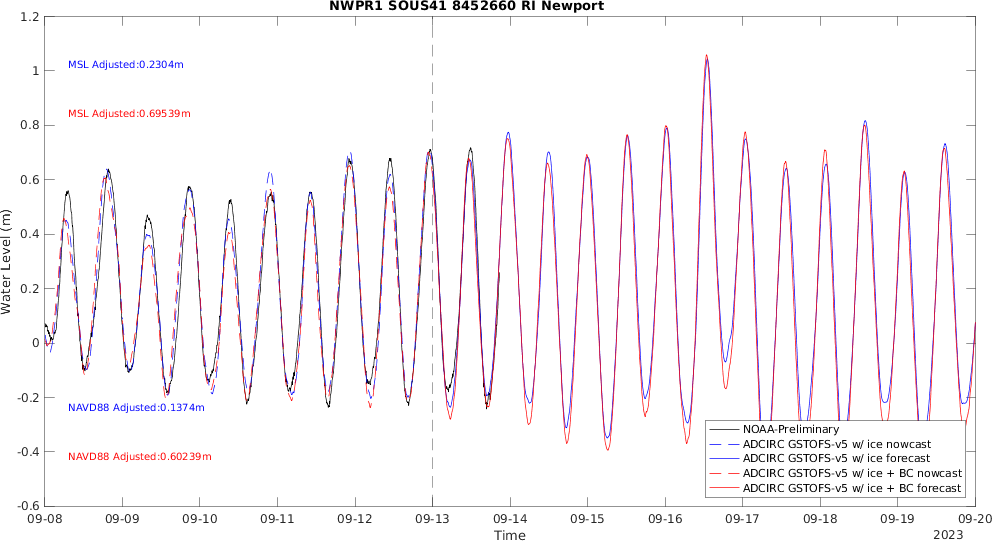 NWPR1 SOUS41 8452660 RI Newport
1.2
1
0.8
0.6
0.4
0.2
0
-0.2
-0.4
-0.6
Water Level (m)
MSL Adjusted:0.2304m
MSL Adjusted:0.69539m
NAVD88 Adjusted:0.1374m
NAVD88 Adjusted:0.60239m
NOAA-Preliminary
ADCIRC GSTOFS-v5 w/ ice nowcast
ADCIRC GSTOFS-v5 w/ ice forecast
ADCIRC GSTOFS-v5 w/ ice + BC nowcast
ADCIRC GSTOFS-v5 w/ ice + BC forecast
09-08 09-09 09-10 09-11 09-12 09-13 09-14 09-15 09-16 09-17 09-18 09-19 09-20
Time
2023